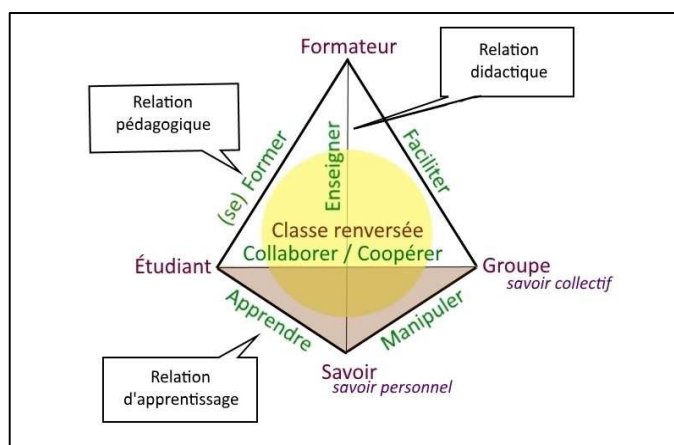 Formateur
Relation
didactique
Relation
pédagogique
(se) Former
Enseigner
Faciliter
Classe renversée
Collaborer / Coopérer
Étudiant
Groupe
savoir collectif
Apprendre
Manipuler
Savoir
savoir personnel
Relation
d'apprentissage